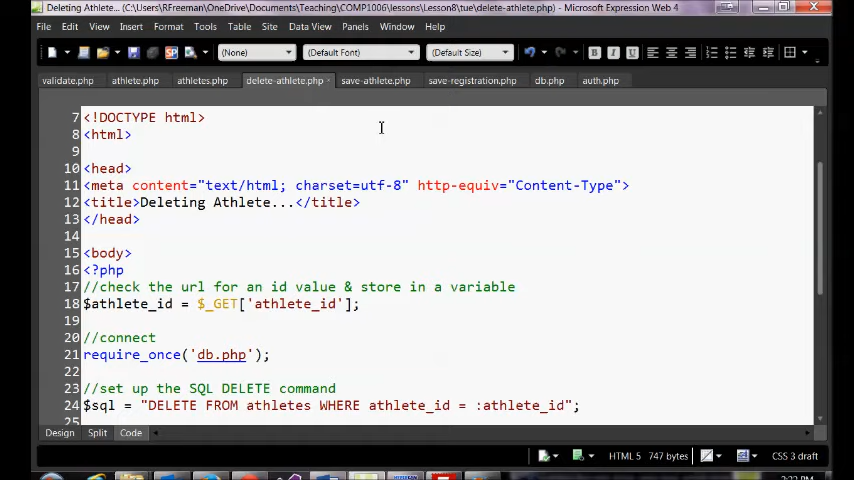 Deleting Athlete... (C:\Users\RFreeman\OneDrive\Documents\Teaching\COMP1006\lessons\Lesson8\tue\delete-athlete.php) - Microsoft Expression Web 4
File Edit View Insert Format Tools Table Site Data View Panels Window Help
(None) (Default Font) (Default Size) B I U
validate.php athlete.php athletes.php delete-athlete.php × save-athlete.php save-registration.php db.php auth.php
7 <!DOCTYPE html>
8 <html>
9
10 <head>
11 <meta content="text/html; charset=utf-8" http-equiv="Content-Type">
12 <title>Deleting Athlete...</title>
13 </head>
14
15 <body>
16 <?php
17 //check the url for an id value & store in a variable
18 $athlete_id = $_GET['athlete_id'];
19
20 //connect
21 require_once('db.php');
22
23 //set up the SQL DELETE command
24 $sql = "DELETE FROM athletes WHERE athlete_id = :athlete_id";
25
Design Split Code
HTML 5 747 bytes CSS 3 draft